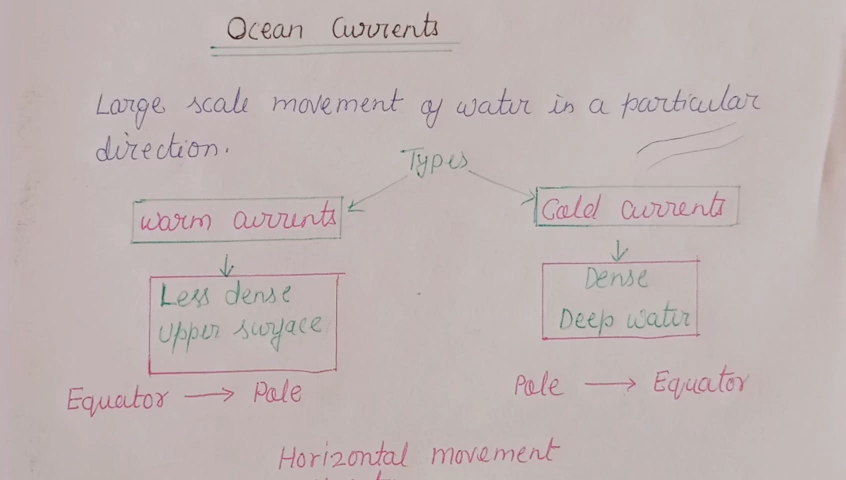 Ocean Currents
Large scale movement of water in a particular
direction.
Types
Warm currents
Cold currents
Less dense
Upper surface
Dense
Deep water
Equator → Pole
Pole → Equator
Horizontal movement